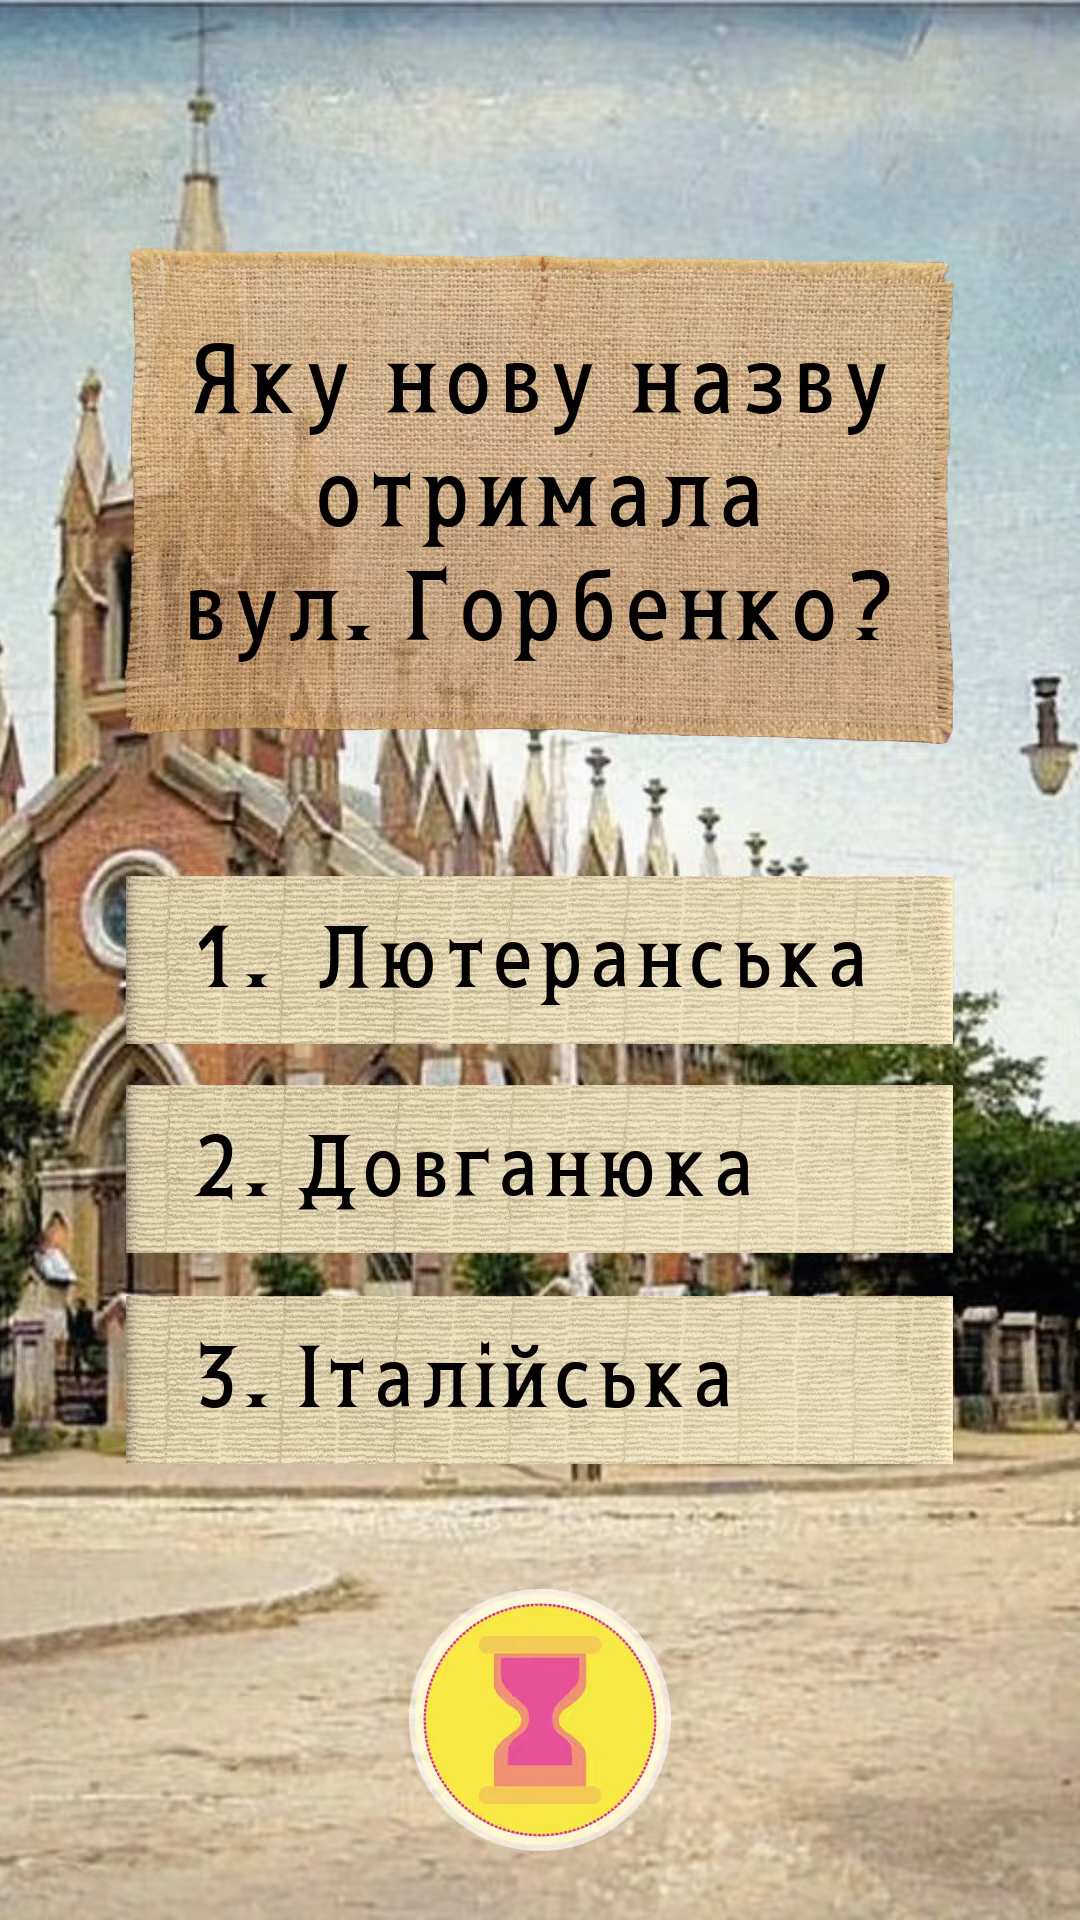 Яку нову назву
отримала
вул. Горбенко?
1. Лютеранська
2. Довганюка
3. Італійська